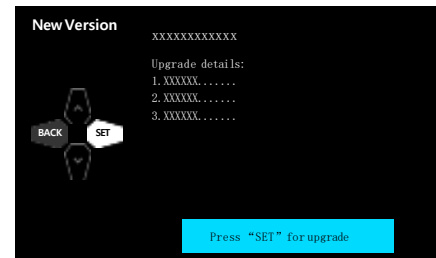 New Version
xxxxxxxxxxxx
Upgrade details:
1. XXXXXX.......
2. XXXXXX.......
3. XXXXXX.......
BACK
SET
Press “SET” for upgrade